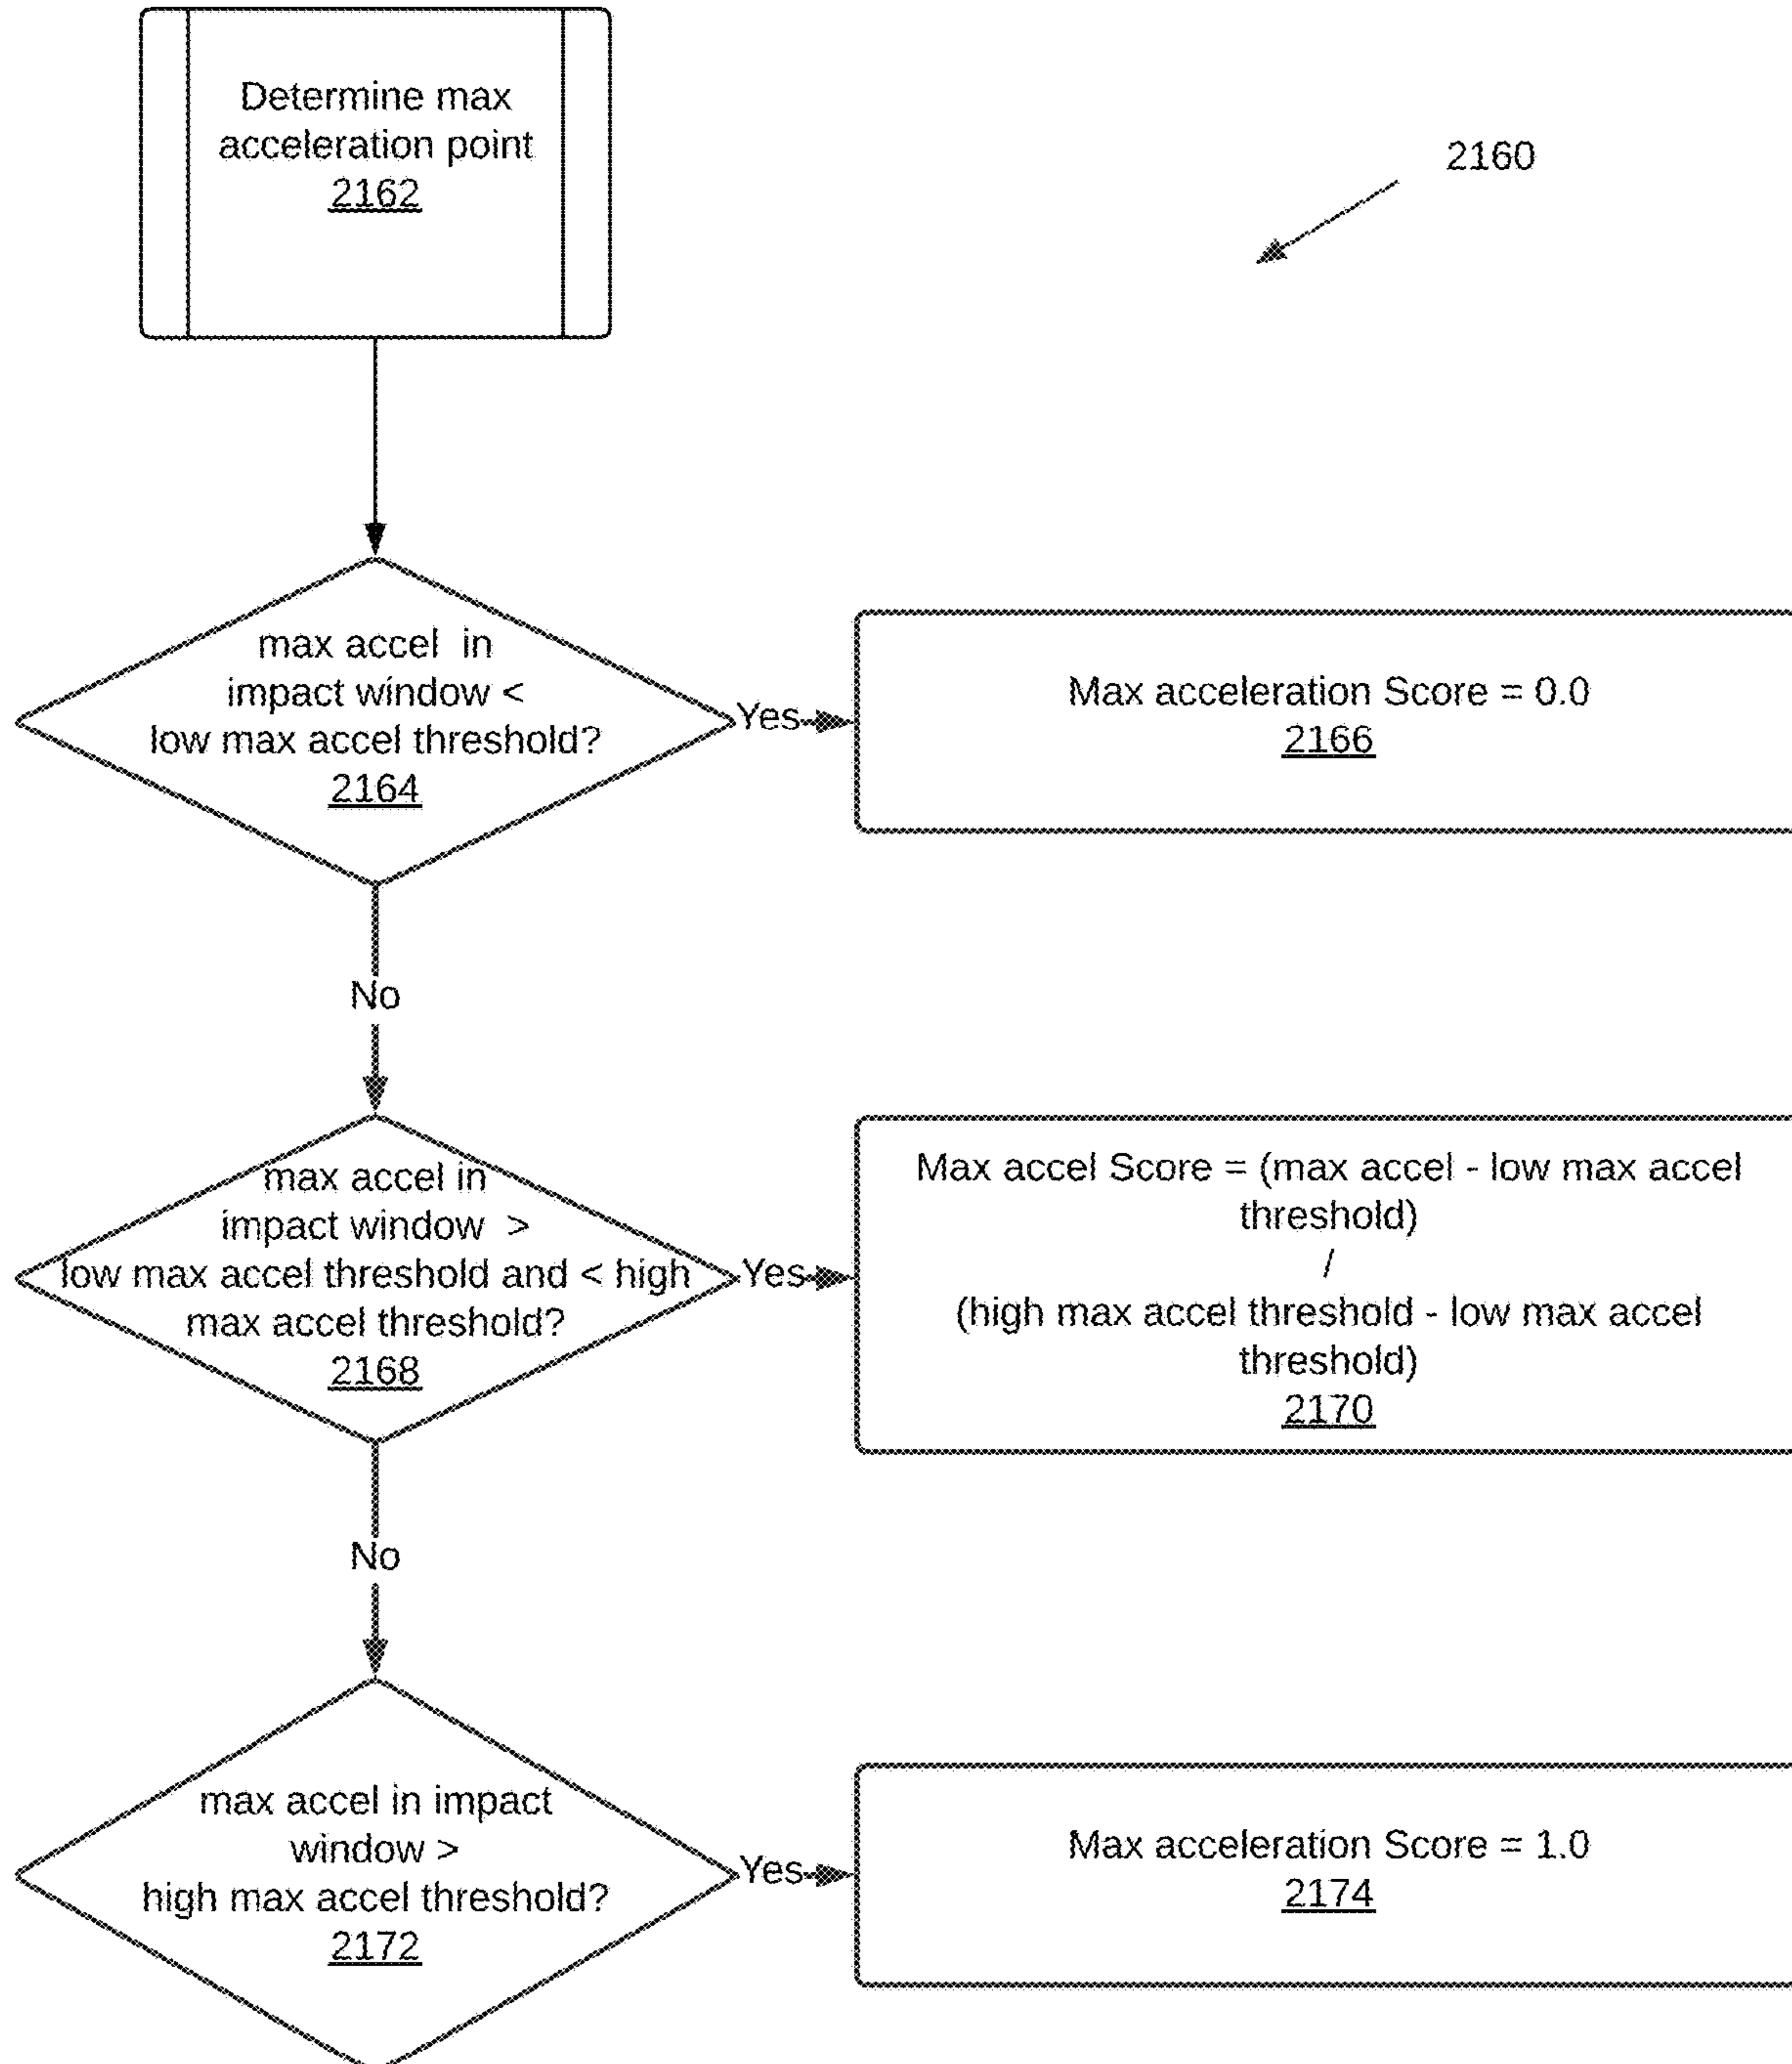 Determine max
acceleration point
2162
2160
max accel in
impact window <
low max accel threshold?
2164
Yes
Max acceleration Score = 0.0
2166
No
max accel in
impact window >
low max accel threshold and < high
max accel threshold?
2168
Yes
Max accel Score = (max accel - low max accel
threshold)
/
(high max accel threshold - low max accel
threshold)
2170
No
max accel in impact
window >
high max accel threshold?
2172
Yes
Max acceleration Score = 1.0
2174